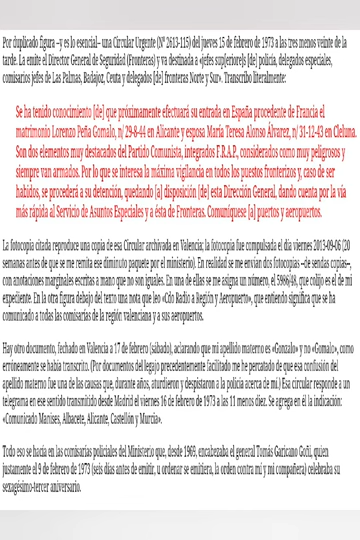 Por duplicado figura –y es lo esencial– una Circular Urgente (Nº 2613-115) del jueves 15 de febrero de 1973 a las tres menos veinte de la
tarde. La emite el Director General de Seguridad (Fronteras) y va destinada a «jefes sup[eriore]s [de] policía, delegados especiales,
comisarios jefes de Las Palmas, Badajoz, Ceuta y delegados [de] fronteras Norte y Sur». Transcribo literalmente:
Se ha tenido conocimiento [de] que próximamente efectuará su entrada en España procedente de Francia el
matrimonio Lorenzo Peña Gomalo, n/ 29-8-44 en Alicante y esposa María Teresa Alonso Álvarez, n/ 31-12-43 en Cieluna.
Son dos elementos muy destacados del Partido Comunista, integrados F.R.A.P., considerados como muy peligrosos y
siempre van armados. Por lo que se interesa la máxima vigilancia en todos los puestos fronterizos y, caso de ser
habidos, se procederá a su detención, quedando [a] disposición [de] esta Dirección General, dando cuenta por la vía
más rápida al Servicio de Asuntos Especiales y a ésta de Fronteras. Comuníquese [a] puertos y aeropuertos.
La fotocopia citada reproduce una copia de esa Circular archivada en Valencia; la fotocopia fue compulsada el día viernes 2013-09-06 (20
semanas antes de que se me remita ese diminuto paquete por el ministerio). En realidad se me envían dos fotocopias –de sendas copias–,
con anotaciones marginales escritas a mano que no son iguales. En una de ellas se me asigna un número, el 5986/48, que colijo es el de mi
expediente. En la otra figura debajo del texto una nota que leo «Cdo Radio a Región y Aeropuerto», que entiendo significa que se ha
comunicado a todas las comisarías de la región valenciana y a sus aeropuertos.
Hay otro documento, fechado en Valencia a 17 de febrero (sábado), aclarando que mi apellido materno es «Gonzalo» y no «Gomalo», como
erróneamente se había transcrito. (Por documentos del legajo precedentemente facilitado me he percatado de que esa confusión del
apellido materno fue una de las causas que, durante años, aturdieron y despistaron a la policía acerca de mí.) Esa circular responde a un
telegrama en ese sentido transmitido desde Madrid el viernes 16 de febrero de 1973 a las 11 menos diez. Se agrega en él la indicación:
«Comunicado Manises, Albacete, Alicante, Castellón y Murcia».
Todo eso se hacía en las comisarías policiales del Ministerio que, desde 1969, encabezaba el general Tomás Garicano Goñi, quien
justamente el 9 de febrero de 1973 (seis días antes de emitir, u ordenar se emitiera, la orden contra mí y mi compañera) celebraba su
sexagésimo-tercer aniversario.